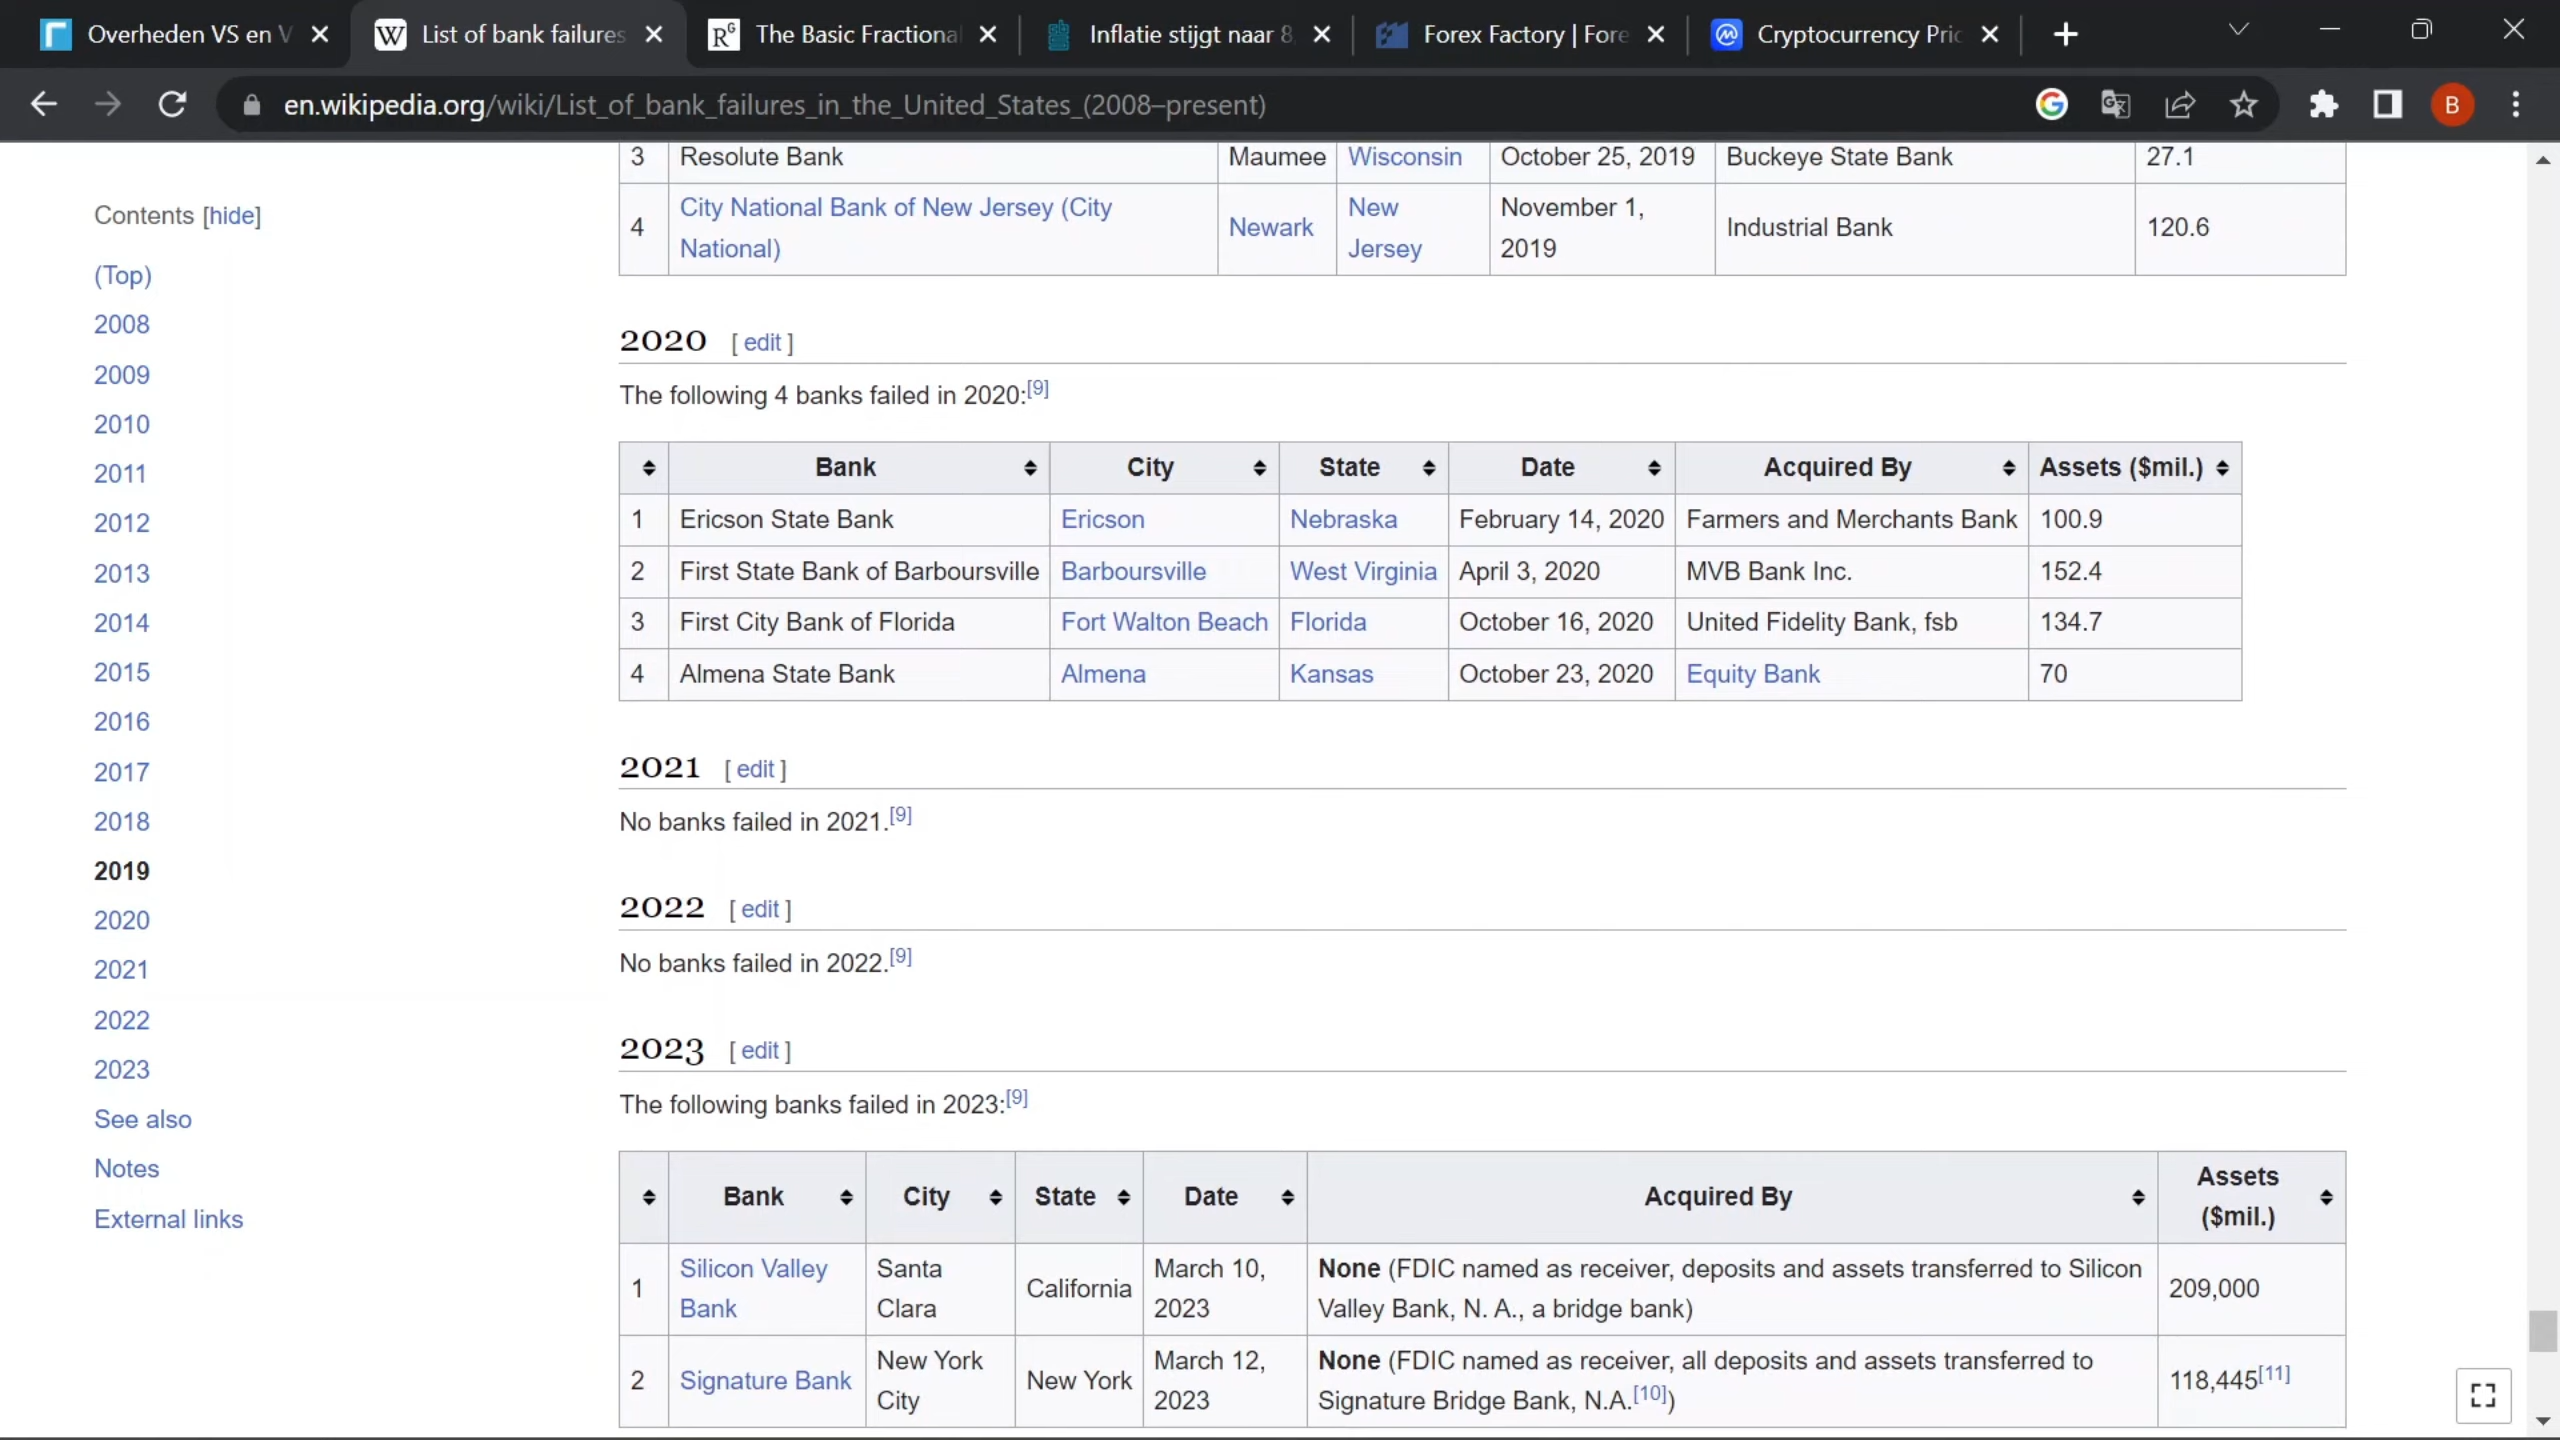 Overheden VS en V
List of bank failures
The Basic Fractiona
Inflatie stijgt naar 8
Forex Factory | Fore
Cryptocurrency Pric
en.wikipedia.org/wiki/List_of_bank_failures_in_the_United_States_(2008–present)
B
Contents [hide]
(Top)
2008
2009
2010
2011
2012
2013
2014
2015
2016
2017
2018
2019
2020
2021
2022
2023
See also
Notes
External links
3 Resolute Bank Maumee Wisconsin October 25, 2019 Buckeye State Bank 27.1
4 City National Bank of New Jersey (City National) Newark New Jersey November 1, 2019 Industrial Bank 120.6
2020 [ edit ]
The following 4 banks failed in 2020:[9]
Bank City State Date Acquired By Assets ($mil.)
1 Ericson State Bank Ericson Nebraska February 14, 2020 Farmers and Merchants Bank 100.9
2 First State Bank of Barboursville Barboursville West Virginia April 3, 2020 MVB Bank Inc. 152.4
3 First City Bank of Florida Fort Walton Beach Florida October 16, 2020 United Fidelity Bank, fsb 134.7
4 Almena State Bank Almena Kansas October 23, 2020 Equity Bank 70
2021 [ edit ]
No banks failed in 2021.[9]
2022 [ edit ]
No banks failed in 2022.[9]
2023 [ edit ]
The following banks failed in 2023:[9]
Bank City State Date Acquired By Assets ($mil.)
1 Silicon Valley Bank Santa Clara California March 10, 2023 None (FDIC named as receiver, deposits and assets transferred to Silicon Valley Bank, N. A., a bridge bank) 209,000
2 Signature Bank New York City New York March 12, 2023 None (FDIC named as receiver, all deposits and assets transferred to Signature Bridge Bank, N.A.[10]) 118,445[11]